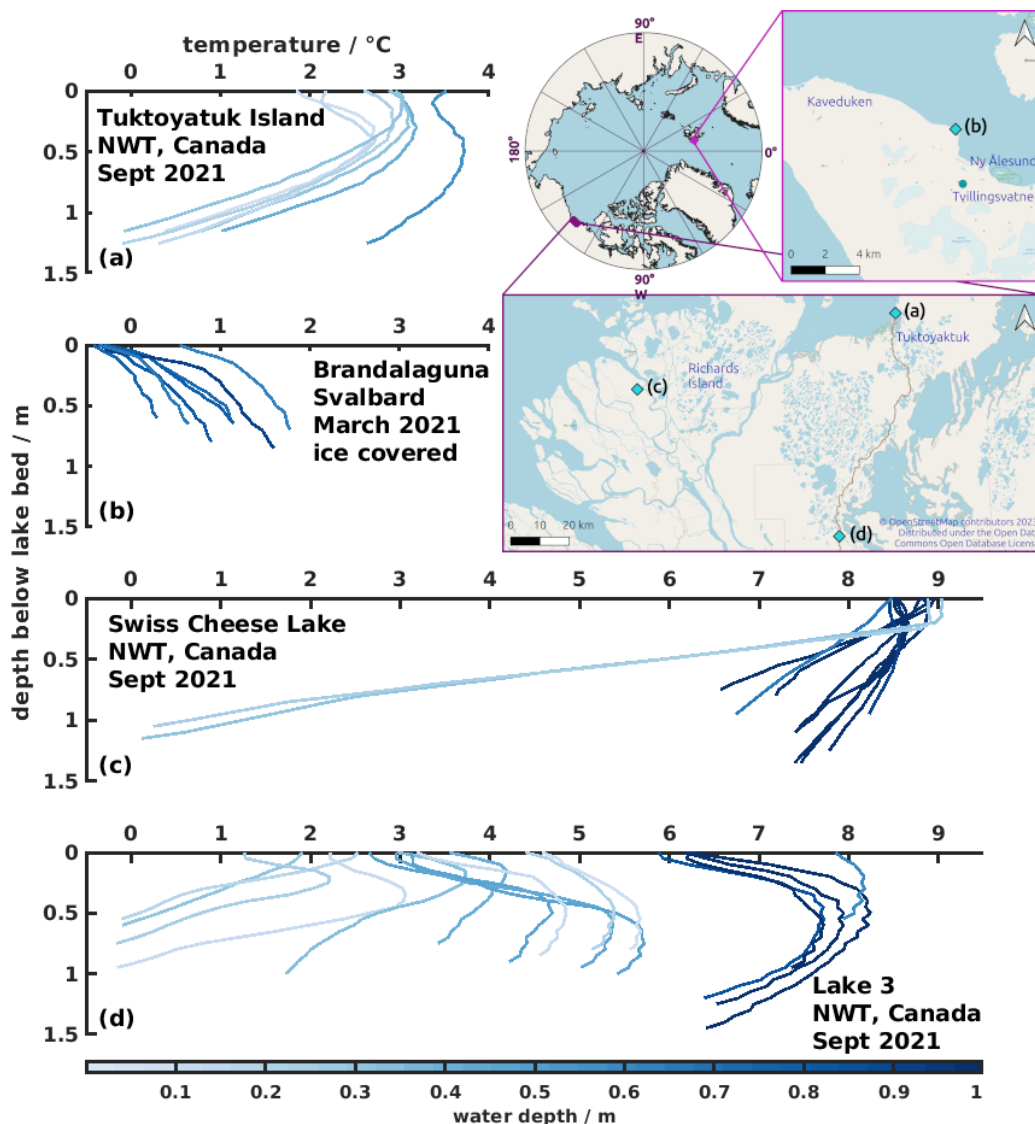 temperature / °C
0 1 2 3 4
0
0.5
1
1.5
Tuktoyatuk Island
NWT, Canada
Sept 2021
(a)
90°
E
180°
0°
90°
W
Kaveduken
(b)
Ny Ålesund
Tvillingsvatne
0 2 4 km
0 1 2 3 4
0
0.5
1
1.5
Brandalaguna
Svalbard
March 2021
ice covered
(b)
(a)
Tuktoyaktuk
Richards
Island
(c)
(d)
0 10 20 km
© OpenStreetMap contributors 2023
Distributed under the Open Dat
Commons Open Database Licens
depth below lake bed / m
0 1 2 3 4 5 6 7 8 9
0
0.5
1
1.5
Swiss Cheese Lake
NWT, Canada
Sept 2021
(c)
0 1 2 3 4 5 6 7 8 9
0
0.5
1
1.5
Lake 3
NWT, Canada
Sept 2021
(d)
0.1 0.2 0.3 0.4 0.5 0.6 0.7 0.8 0.9 1
water depth / m